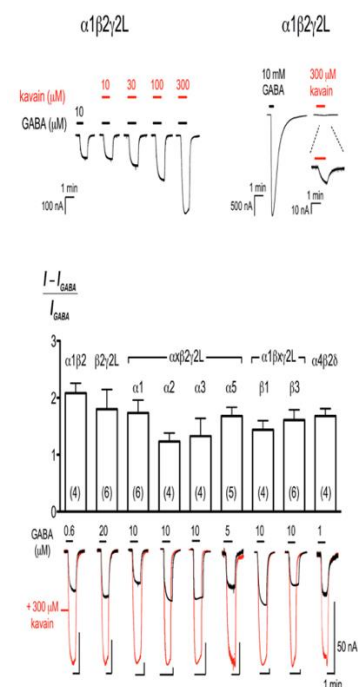 α1β2γ2L
kavain (μM) 10 30 100 300
GABA (μM) 10
1 min
100 nA
α1β2γ2L
10 mM GABA
300 μM kavain
1 min
500 nA
1 min
10 nA
I – I_GABA
I_GABA
3
2
1
0
α1β2 β2γ2L αxβ2γ2L α1βxγ2L α4β2δ
α1 α2 α3 α5 β1 β3
(4) (6) (6) (4) (4) (5) (4) (6) (4)
GABA (μM) 0.6 20 10 10 10 5 10 10 1
+ 300 μM kavain
50 nA
1 min